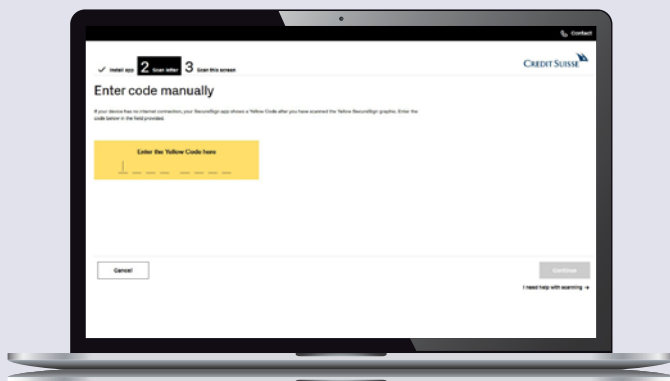 Contact
CREDIT SUISSE
Install app 2 Scan letter 3 Scan this screen
Enter code manually
If your device has no internet connection, your SecureSign app shows a Yellow Code after you have scanned the Yellow SecureSign graphic. Enter the
code below in the field provided.
Enter the Yellow Code here
Cancel
Continue
I need help with scanning →